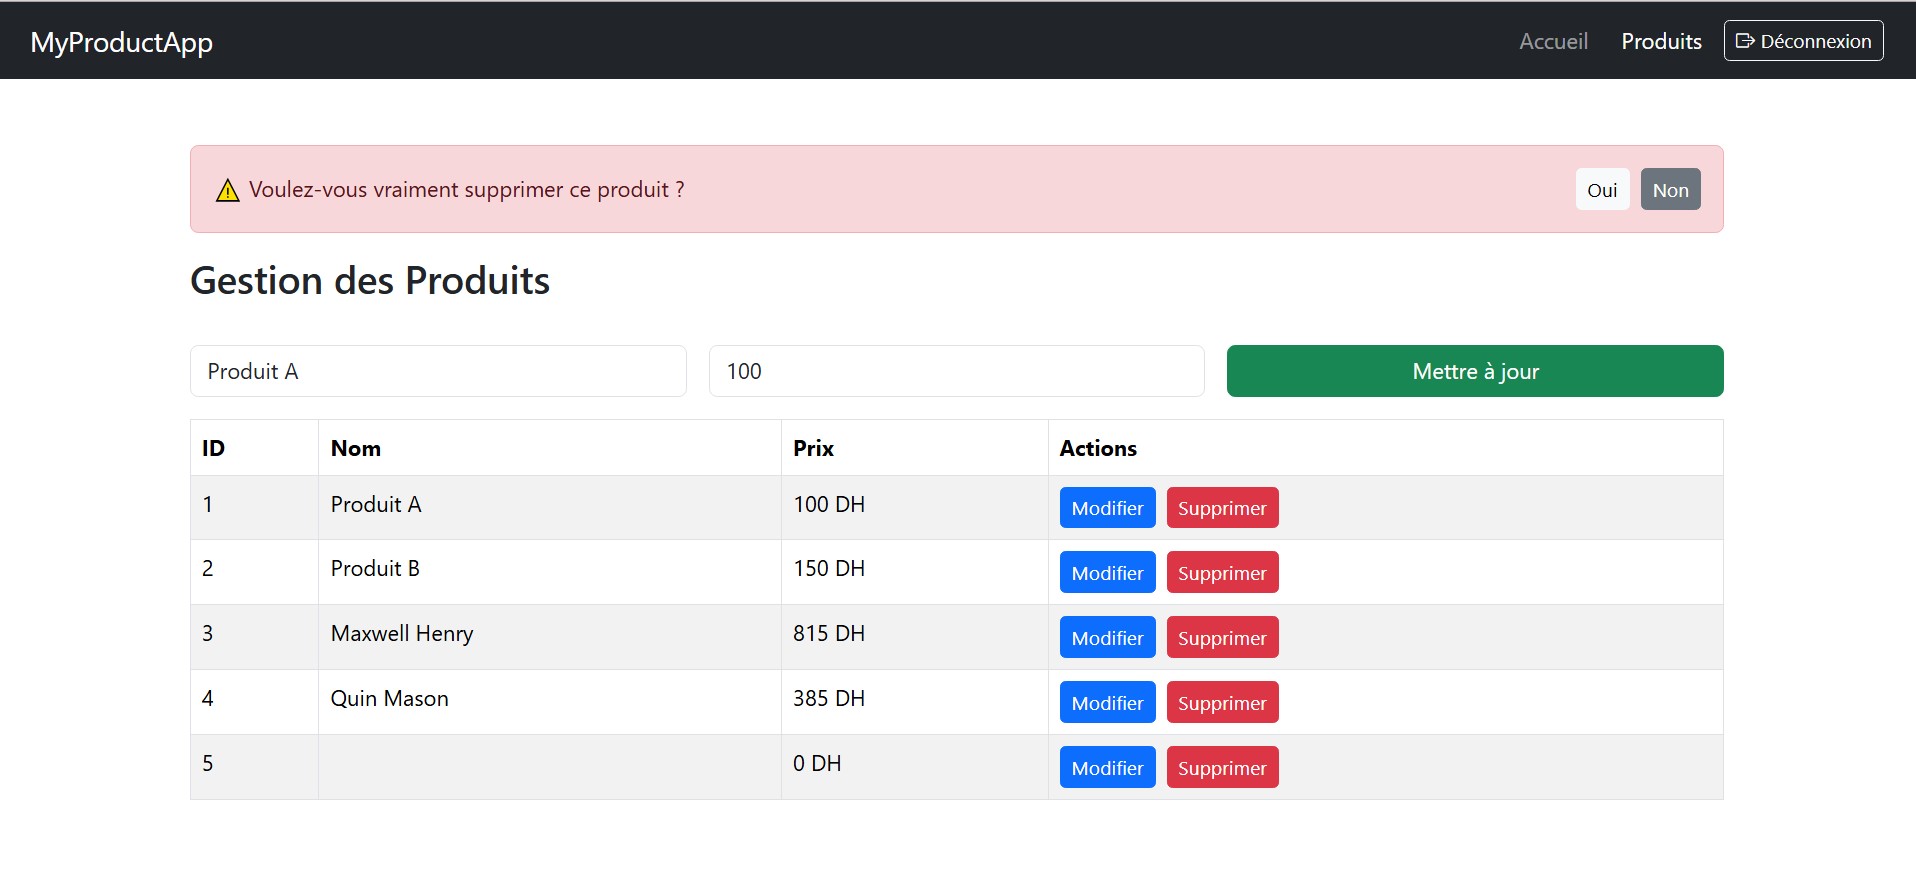 MyProductApp Accueil Produits Déconnexion
Voulez-vous vraiment supprimer ce produit ? Oui Non
Gestion des Produits
Produit A 100 Mettre à jour
ID Nom Prix Actions
1 Produit A 100 DH Modifier Supprimer
2 Produit B 150 DH Modifier Supprimer
3 Maxwell Henry 815 DH Modifier Supprimer
4 Quin Mason 385 DH Modifier Supprimer
5 0 DH Modifier Supprimer